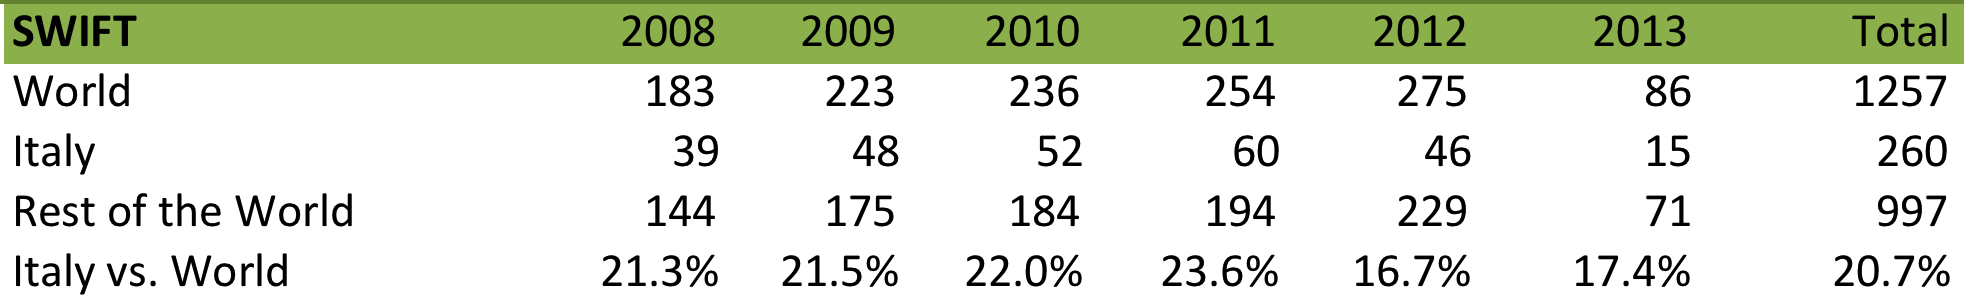 SWIFT 2008 2009 2010 2011 2012 2013 Total
World 183 223 236 254 275 86 1257
Italy 39 48 52 60 46 15 260
Rest of the World 144 175 184 194 229 71 997
Italy vs. World 21.3% 21.5% 22.0% 23.6% 16.7% 17.4% 20.7%